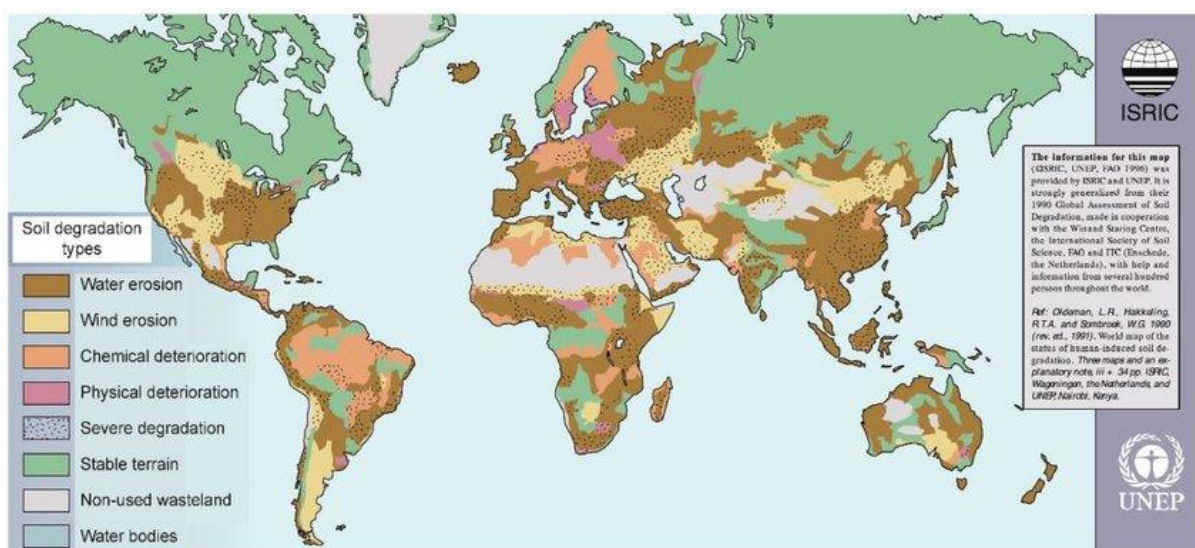 ISRIC
The information for this map
(ISSRIC, UNEP, FAO 1996) was
provided by ISRIC and UNEP. It is
strongly generalized from their
1990 Global Assessment of Soil
Degradation, made in cooperation
with the Winand Staring Centre,
the International Society of Soil
Science, FAO and ITC (Enschede,
the Netherlands), with help and
information from several hundred
persons throughout the world.
Ref: Oldeman, L.R., Hakkeling,
R.T.A. and Sombroek, W.G. 1990
(rev. ed., 1991). World map of the
status of human-induced soil de-
gradation. Three maps and an ex-
planatory note, iii + 34 pp. ISRIC,
Wageningen, the Netherlands, and
UNEP, Nairobi, Kenya.
UNEP
Soil degradation
types
Water erosion
Wind erosion
Chemical deterioration
Physical deterioration
Severe degradation
Stable terrain
Non-used wasteland
Water bodies